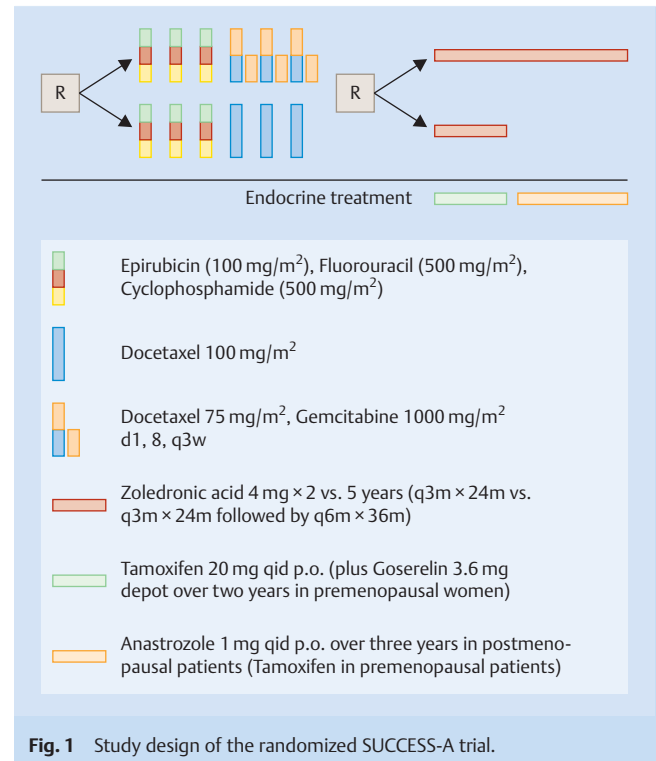 R
R
Endocrine treatment
Epirubicin (100 mg/m²), Fluorouracil (500 mg/m²),
Cyclophosphamide (500 mg/m²)
Docetaxel 100 mg/m²
Docetaxel 75 mg/m², Gemcitabine 1000 mg/m²
d1, 8, q3w
Zoledronic acid 4 mg × 2 vs. 5 years (q3m × 24m vs.
q3m × 24m followed by q6m × 36m)
Tamoxifen 20 mg qid p.o. (plus Goserelin 3.6 mg
depot over two years in premenopausal women)
Anastrozole 1 mg qid p.o. over three years in postmeno-
pausal patients (Tamoxifen in premenopausal patients)
Fig. 1 Study design of the randomized SUCCESS-A trial.